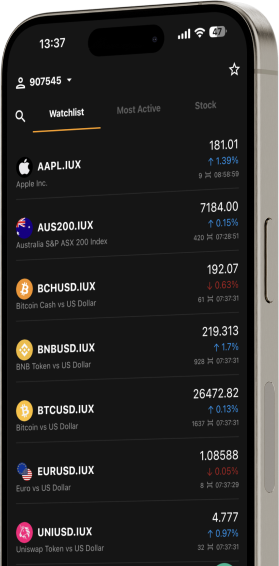 13:37
47
907545
Watchlist Most Active Stock
181.01
AAPL.IUX ↑ 1.39%
Apple Inc. 9 08:58:59
7184.00
AUS200.IUX ↑ 0.15%
Australia S&P ASX 200 Index 420 07:28:51
192.07
BCHUSD.IUX ↓ 0.63%
Bitcoin Cash vs US Dollar 61 07:37:31
219.313
BNBUSD.IUX ↑ 1.7%
BNB Token vs US Dollar 928 07:37:31
26472.82
BTCUSD.IUX ↑ 0.13%
Bitcoin vs US Dollar 1637 07:37:31
1.08588
EURUSD.IUX ↓ 0.05%
Euro vs US Dollar 8 07:37:29
4.777
UNIUSD.IUX ↑ 0.97%
Uniswap Token vs US Dollar 32 07:37:31